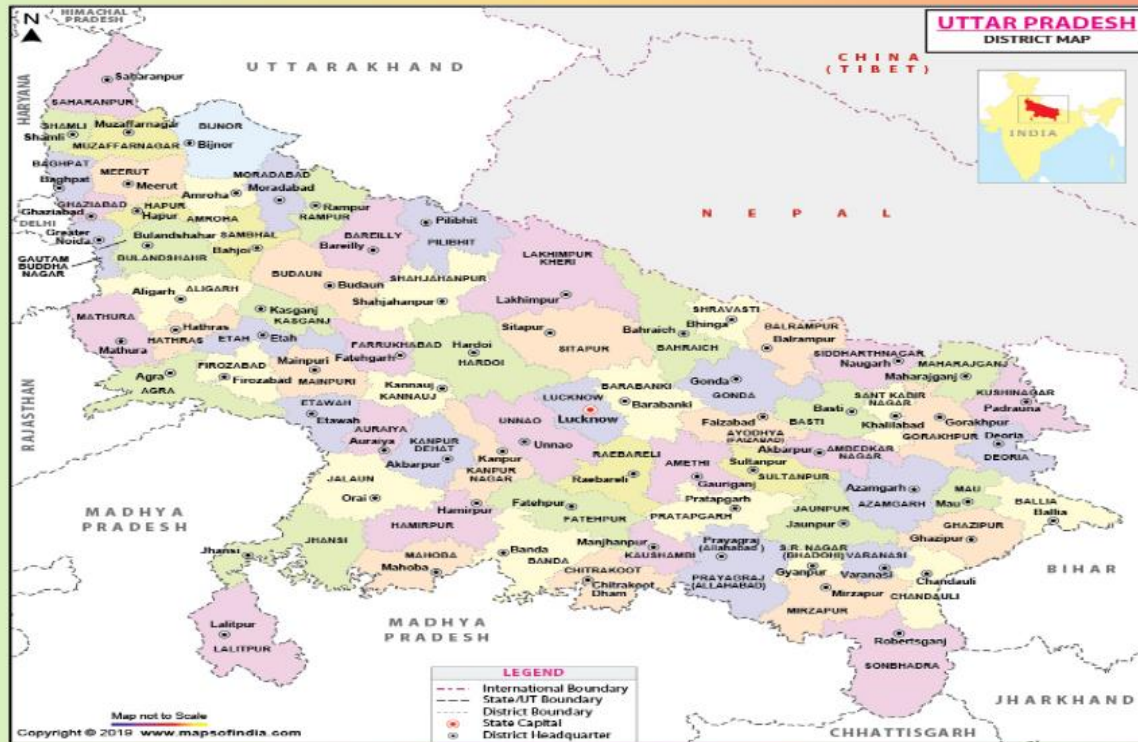 N
HIMACHAL
PRADESH
UTTAR PRADESH
DISTRICT MAP
CHINA
(TIBET)
INDIA
UTTARAKHAND
HARYANA
Saharanpur
SAHARANPUR
SHAMLI
Shamli
Muzaffarnagar
MUZAFFARNAGAR
BIJNOR
Bijnor
BAGHPAT
Baghpat
MEERUT
Meerut
MORADABAD
Moradabad
Amroha
AMROHA
GHAZIABAD
Ghaziabad
HAPUR
Hapur
DELHI
Rampur
RAMPUR
Greater
Noida
Bulandshahar
BULANDSHAHR
SAMBHAL
Bahjoi
GAUTAM
BUDDHA
NAGAR
BAREILLY
Bareilly
Pilibhit
PILIBHIT
NEPAL
LAKHIMPUR
KHERI
Lakhimpur
BUDAUN
Budaun
SHAHJAHANPUR
Shahjahanpur
Aligarh
ALIGARH
Kasganj
KASGANJ
MATHURA
Mathura
Hathras
HATHRAS
ETAH
Etah
FARRUKHABAD
Fatehgarh
Hardoi
HARDOI
Sitapur
SITAPUR
Bahraich
BAHRAICH
SHRAVASTI
Bhinga
BALRAMPUR
Balrampur
SIDDHARTHNAGAR
Naugarh
MAHARAJGANJ
Maharajganj
KUSHINAGAR
Padrauna
RAJASTHAN
Agra
AGRA
FIROZABAD
Firozabad
Mainpuri
MAINPURI
Kannauj
KANNAUJ
BARABANKI
Barabanki
LUCKNOW
Lucknow
Gonda
GONDA
Basti
BASTI
SANT KABIR
NAGAR
Khalilabad
Gorakhpur
GORAKHPUR
Deoria
DEORIA
ETAWAH
Etawah
AURAIYA
Auraiya
KANPUR
DEHAT
Akbarpur
UNNAO
Unnao
Kanpur
KANPUR
NAGAR
Faizabad
AYODHYA
(FAIZABAD)
Akbarpur
AMBEDKAR
NAGAR
RAEBARELI
Raebareli
AMETHI
Gauriganj
Sultanpur
SULTANPUR
Azamgarh
AZAMGARH
MAU
Mau
BALLIA
Ballia
JALAUN
Orai
Hamirpur
HAMIRPUR
Fatehpur
FATEHPUR
Pratapgarh
PRATAPGARH
JAUNPUR
Jaunpur
GHAZIPUR
Ghazipur
MADHYA
PRADESH
JHANSI
Jhansi
MAHOBA
Mahoba
Banda
BANDA
Manjhanpur
KAUSHAMBI
Prayagraj
(Allahabad)
PRAYAGRAJ
(ALLAHABAD)
S.R. NAGAR
(BHADOHI)
Gyanpur
VARANASI
Varanasi
Chandauli
CHANDAULI
BIHAR
CHITRAKOOT
Chitrakoot
Dham
Mirzapur
MIRZAPUR
Lalitpur
LALITPUR
MADHYA
PRADESH
Robertsganj
SONBHADRA
JHARKHAND
CHHATTISGARH
LEGEND
International Boundary
State/UT Boundary
District Boundary
State Capital
District Headquarter
Map not to Scale
Copyright © 2019 www.mapsofindia.com